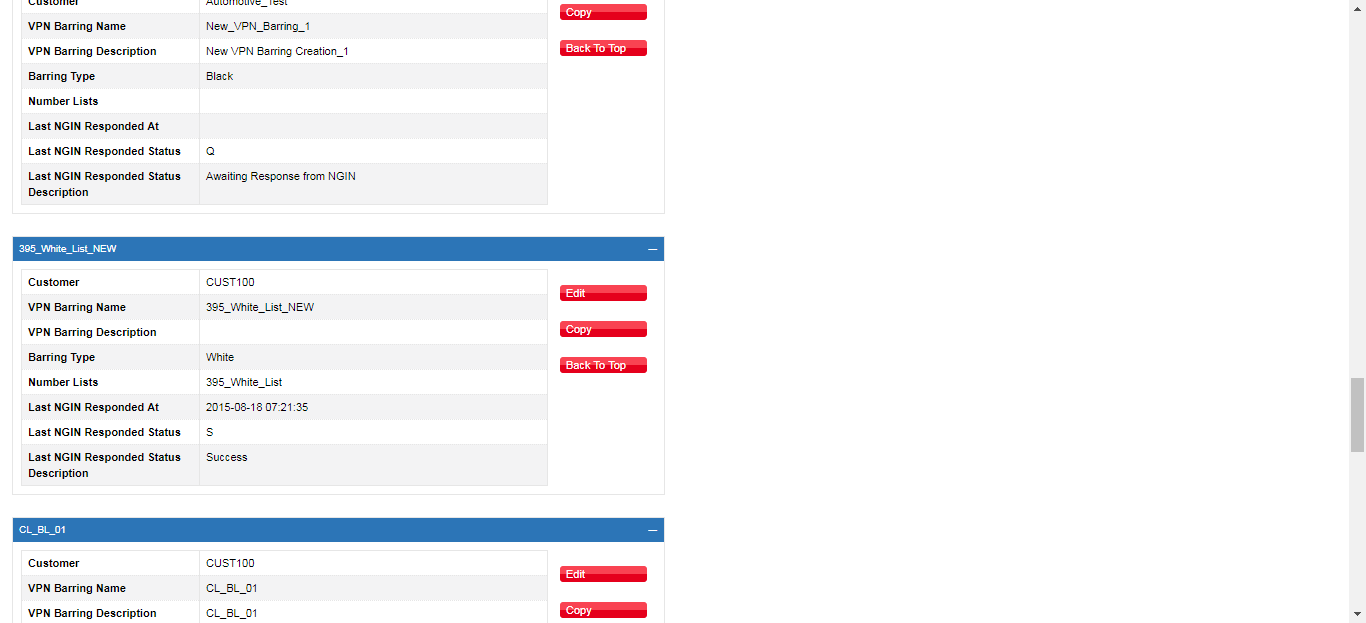 Customer Automotive_Test
Copy
VPN Barring Name New_VPN_Barring_1
VPN Barring Description New VPN Barring Creation_1
Back To Top
Barring Type Black
Number Lists
Last NGIN Responded At
Last NGIN Responded Status Q
Last NGIN Responded Status Awaiting Response from NGIN
Description
395_White_List_NEW
Customer CUST100
Edit
VPN Barring Name 395_White_List_NEW
VPN Barring Description
Copy
Barring Type White
Back To Top
Number Lists 395_White_List
Last NGIN Responded At 2015-08-18 07:21:35
Last NGIN Responded Status S
Last NGIN Responded Status Success
Description
CL_BL_01
Customer CUST100
Edit
VPN Barring Name CL_BL_01
VPN Barring Description CL_BL_01
Copy